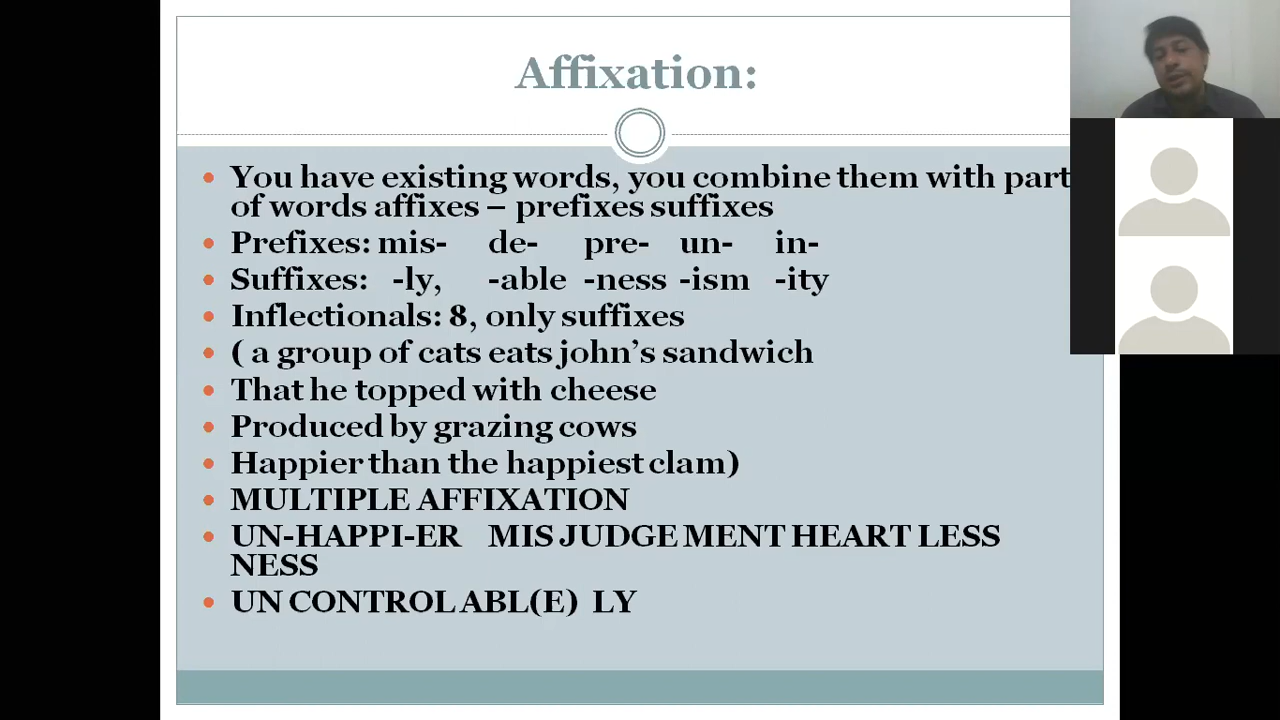 Affixation:
You have existing words, you combine them with part
of words affixes – prefixes suffixes
Prefixes: mis- de- pre- un- in-
Suffixes: -ly, -able -ness -ism -ity
Inflectionals: 8, only suffixes
( a group of cats eats john’s sandwich
That he topped with cheese
Produced by grazing cows
Happier than the happiest clam)
MULTIPLE AFFIXATION
UN-HAPPI-ER MIS JUDGE MENT HEART LESS
NESS
UN CONTROL ABL(E) LY